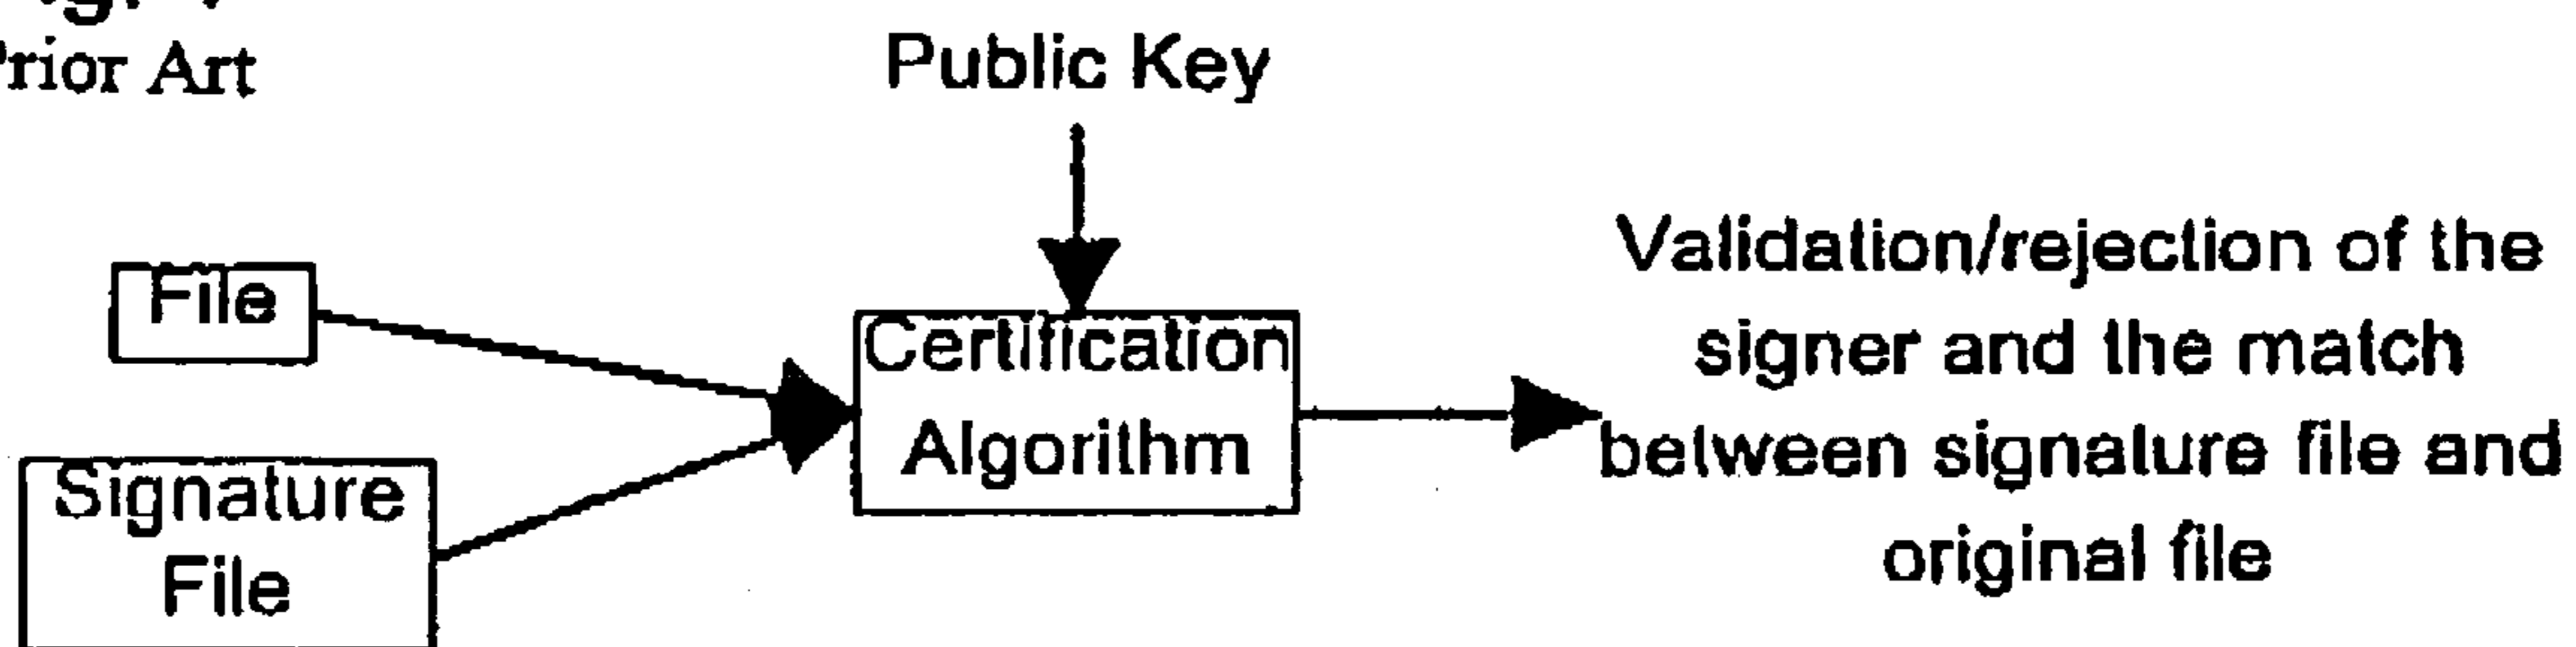 Prior Art
Public Key
File
Signature
File
Certification
Algorithm
Validation/rejection of the
signer and the match
between signature file and
original file